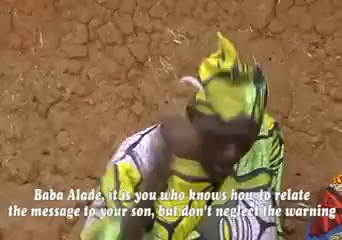 Baba Alade, it is you who knows how to relate
the message to your son, but don't neglect the warning